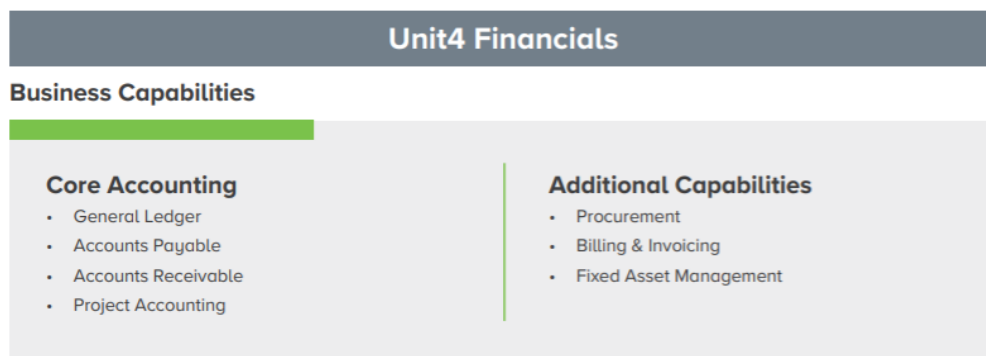 Unit4 Financials
Business Capabilities
Core Accounting
• General Ledger
• Accounts Payable
• Accounts Receivable
• Project Accounting
Additional Capabilities
• Procurement
• Billing & Invoicing
• Fixed Asset Management